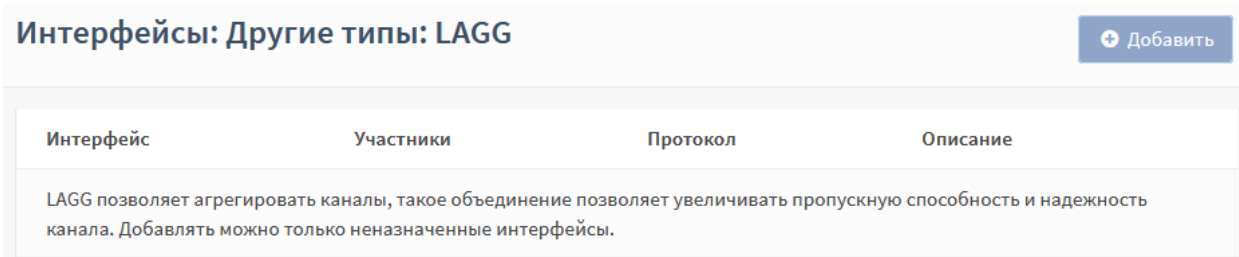 Интерфейсы: Другие типы: LAGG
Добавить
Интерфейс Участники Протокол Описание
LAGG позволяет агрегировать каналы, такое объединение позволяет увеличивать пропускную способность и надежность
канала. Добавлять можно только неназначенные интерфейсы.